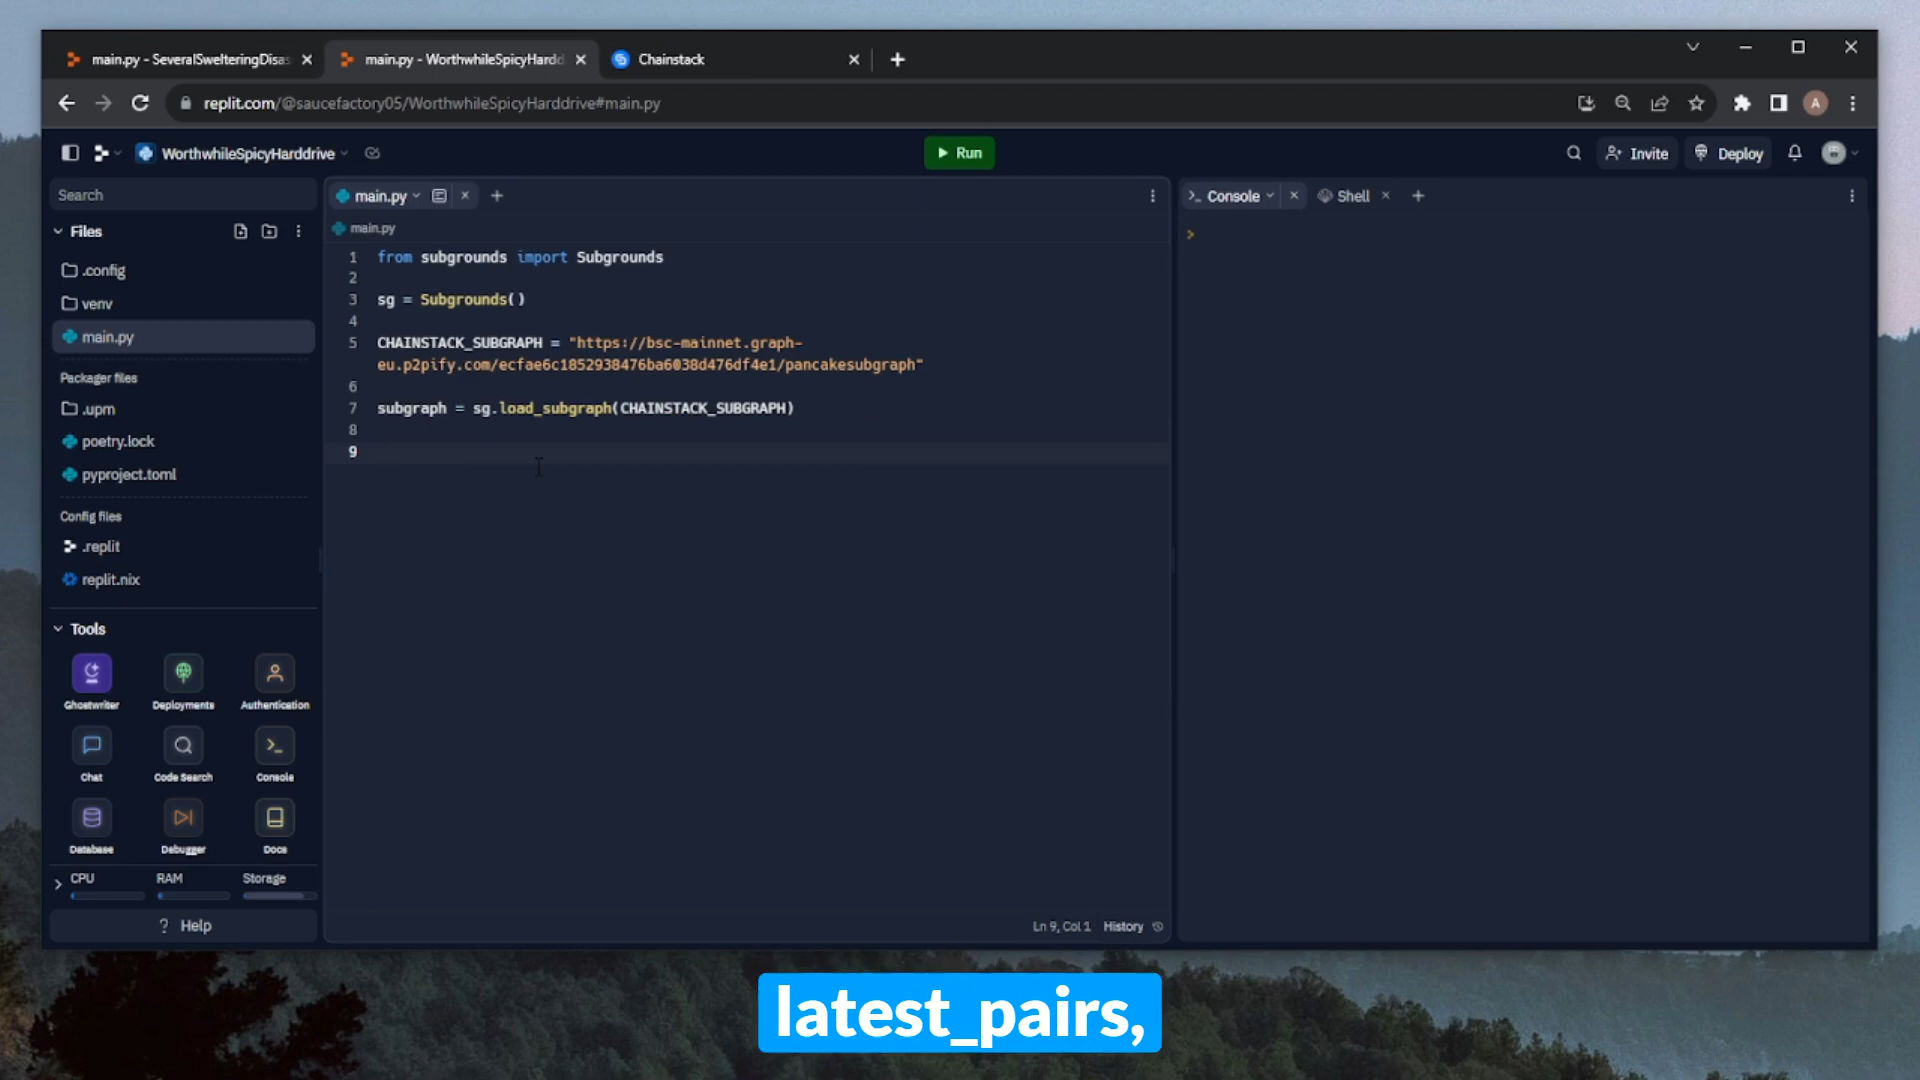 main.py - SeveralSwelteringDisas
main.py - WorthwhileSpicyHardd
Chainstack
replit.com/@saucefactory05/WorthwhileSpicyHarddrive#main.py
A
WorthwhileSpicyHarddrive
Run
Invite
Deploy
Search
Files
.config
venv
main.py
Packager files
.upm
poetry.lock
pyproject.toml
Config files
.replit
replit.nix
Tools
Ghostwriter
Deployments
Authentication
Chat
Code Search
Console
Database
Debugger
Docs
CPU
RAM
Storage
? Help
main.py
main.py
1 from subgrounds import Subgrounds
2
3 sg = Subgrounds()
4
5 CHAINSTACK_SUBGRAPH = "https://bsc-mainnet.graph-
eu.p2pify.com/ecfae6c1852938476ba6038d476df4e1/pancakesubgraph"
6
7 subgraph = sg.load_subgraph(CHAINSTACK_SUBGRAPH)
8
9
Ln 9, Col 1 History
Console
Shell
>
latest_pairs,